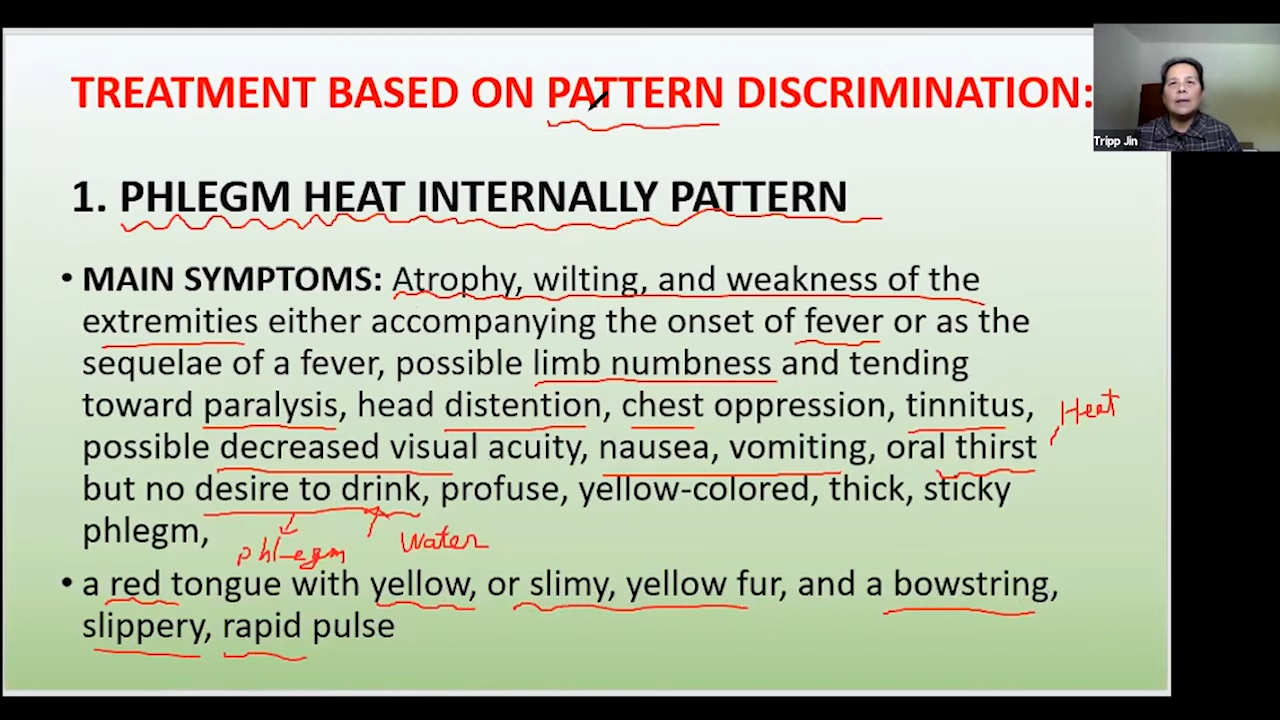 TREATMENT BASED ON PATTERN DISCRIMINATION:
Tripp Jin
1. PHLEGM HEAT INTERNALLY PATTERN
• MAIN SYMPTOMS: Atrophy, wilting, and weakness of the
extremities either accompanying the onset of fever or as the
sequelae of a fever, possible limb numbness and tending
toward paralysis, head distention, chest oppression, tinnitus,
Heat
possible decreased visual acuity, nausea, vomiting, oral thirst
but no desire to drink, profuse, yellow-colored, thick, sticky
phlegm,
phlegm water
• a red tongue with yellow, or slimy, yellow fur, and a bowstring,
slippery, rapid pulse